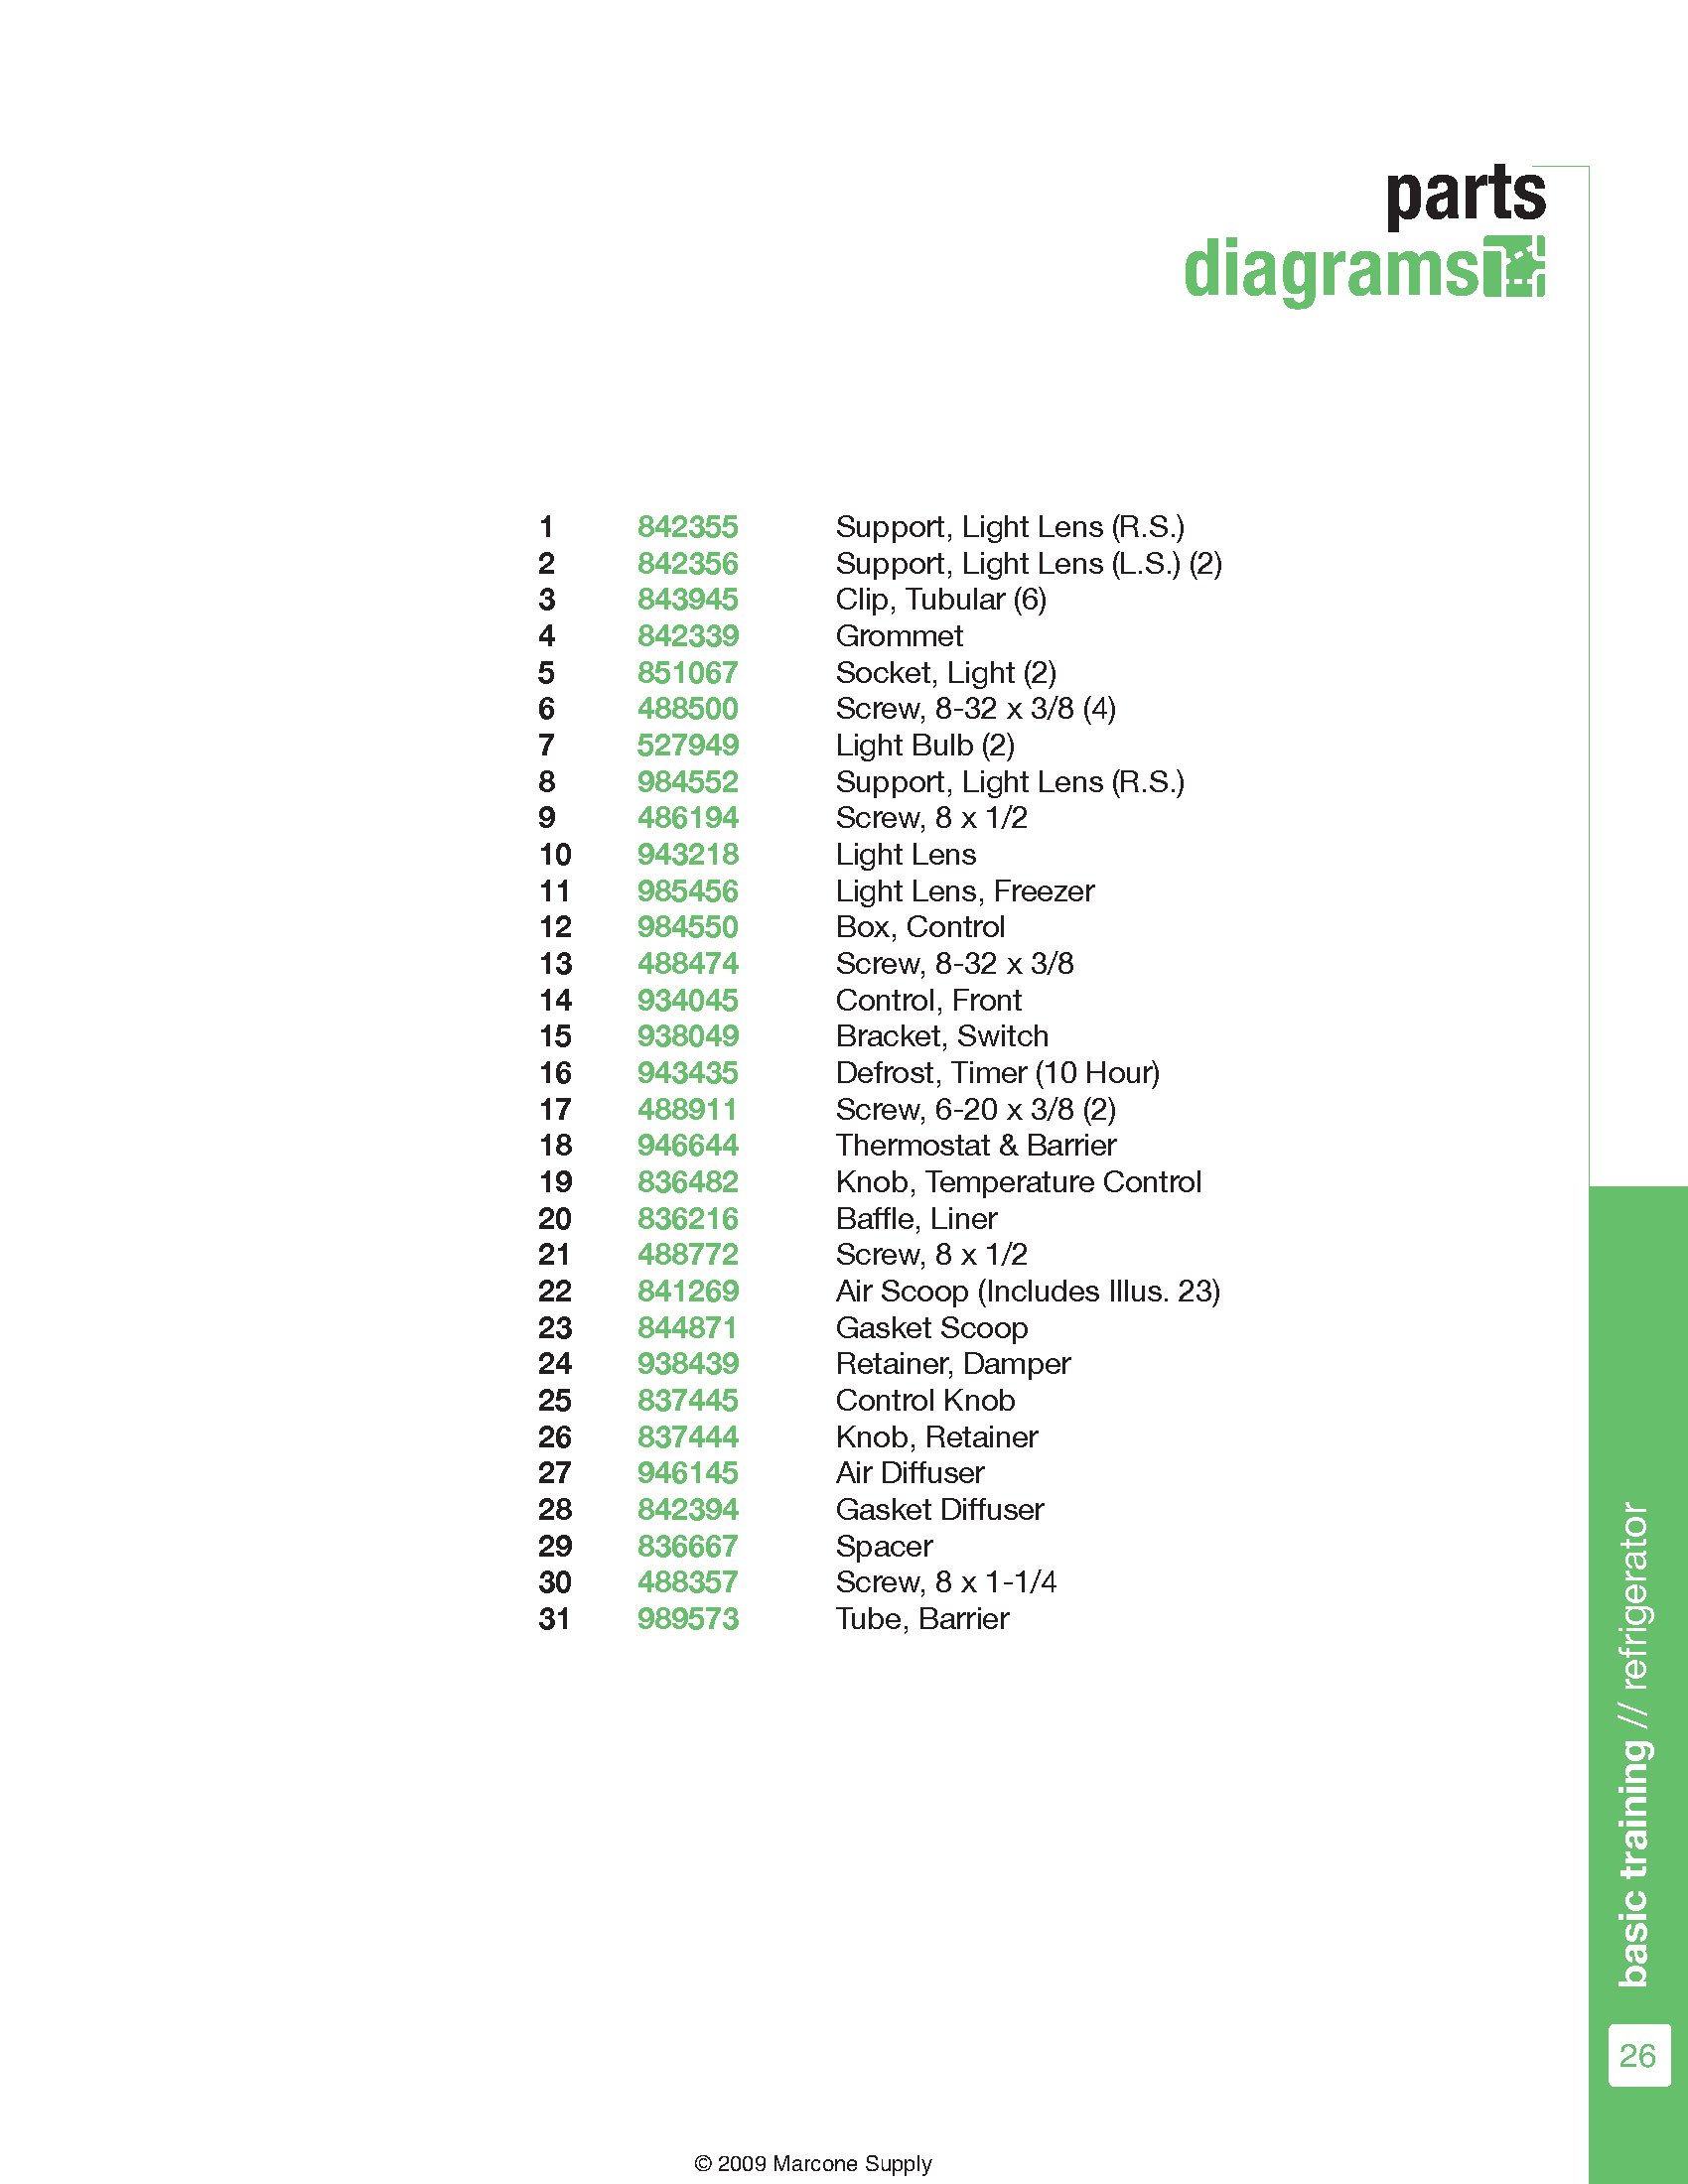 parts
diagrams
1 842355 Support, Light Lens (R.S.)
2 842356 Support, Light Lens (L.S.) (2)
3 843945 Clip, Tubular (6)
4 842339 Grommet
5 851067 Socket, Light (2)
6 488500 Screw, 8-32 x 3/8 (4)
7 527949 Light Bulb (2)
8 984552 Support, Light Lens (R.S.)
9 486194 Screw, 8 x 1/2
10 943218 Light Lens
11 985456 Light Lens, Freezer
12 984550 Box, Control
13 488474 Screw, 8-32 x 3/8
14 934045 Control, Front
15 938049 Bracket, Switch
16 943435 Defrost, Timer (10 Hour)
17 488911 Screw, 6-20 x 3/8 (2)
18 946644 Thermostat & Barrier
19 836482 Knob, Temperature Control
20 836216 Baffle, Liner
21 488772 Screw, 8 x 1/2
22 841269 Air Scoop (Includes Illus. 23)
23 844871 Gasket Scoop
24 938439 Retainer, Damper
25 837445 Control Knob
26 837444 Knob, Retainer
27 946145 Air Diffuser
28 842394 Gasket Diffuser
29 836667 Spacer
30 488357 Screw, 8 x 1-1/4
31 989573 Tube, Barrier
basic training // refrigerator
26
© 2009 Marcone Supply